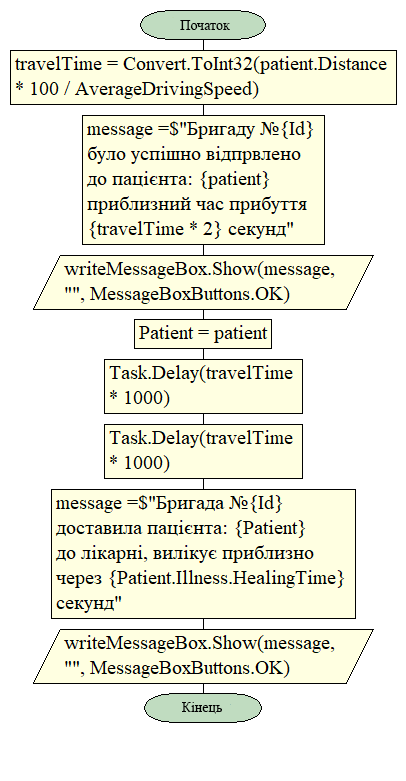 Початок
travelTime = Convert.ToInt32(patient.Distance
* 100 / AverageDrivingSpeed)
message =$"Бригаду №{Id}
було успішно відпрвлено
до пацієнта: {patient}
приблизний час прибуття
{travelTime * 2} секунд"
writeMessageBox.Show(message,
"", MessageBoxButtons.OK)
Patient = patient
Task.Delay(travelTime
* 1000)
Task.Delay(travelTime
* 1000)
message =$"Бригада №{Id}
доставила пацієнта: {Patient}
до лікарні, вилікує приблизно
через {Patient.Illness.HealingTime}
секунд"
writeMessageBox.Show(message,
"", MessageBoxButtons.OK)
Кінець